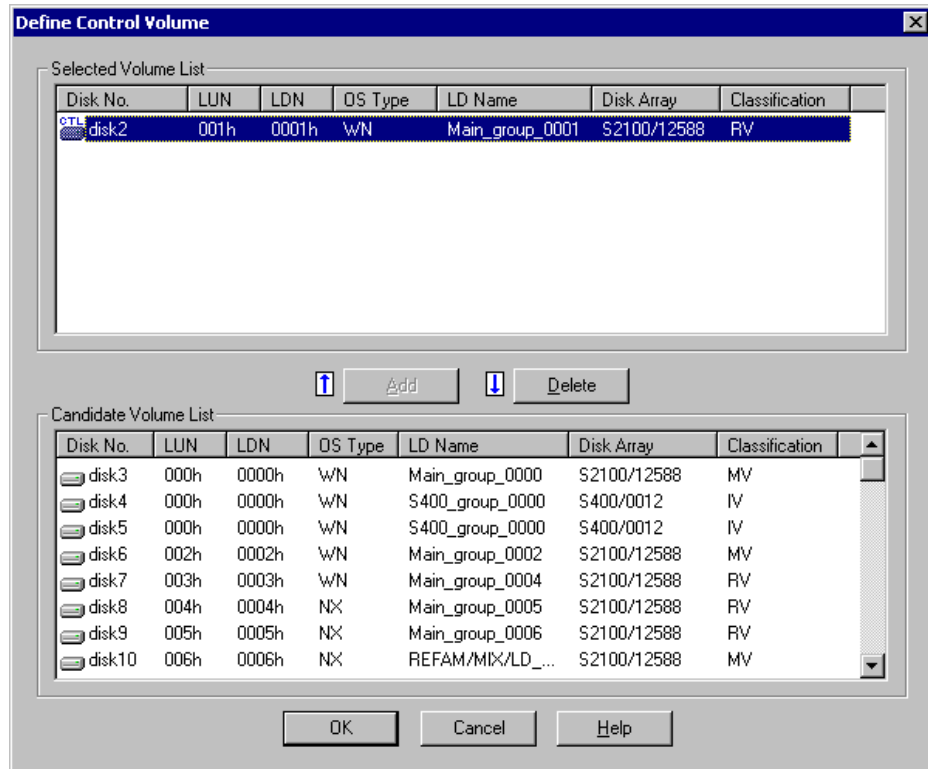 Define Control Volume
Selected Volume List
Disk No. LUN LDN OS Type LD Name Disk Array Classification
CTL disk2 001h 0001h WN Main_group_0001 S2100/12588 RV
Add Delete
Candidate Volume List
Disk No. LUN LDN OS Type LD Name Disk Array Classification
disk3 000h 0000h WN Main_group_0000 S2100/12588 MV
disk4 000h 0000h WN S400_group_0000 S400/0012 IV
disk5 000h 0000h WN S400_group_0000 S400/0012 IV
disk6 002h 0002h WN Main_group_0002 S2100/12588 MV
disk7 003h 0003h WN Main_group_0004 S2100/12588 RV
disk8 004h 0004h NX Main_group_0005 S2100/12588 RV
disk9 005h 0005h NX Main_group_0006 S2100/12588 RV
disk10 006h 0006h NX REFAM/MIX/LD_... S2100/12588 MV
OK Cancel Help